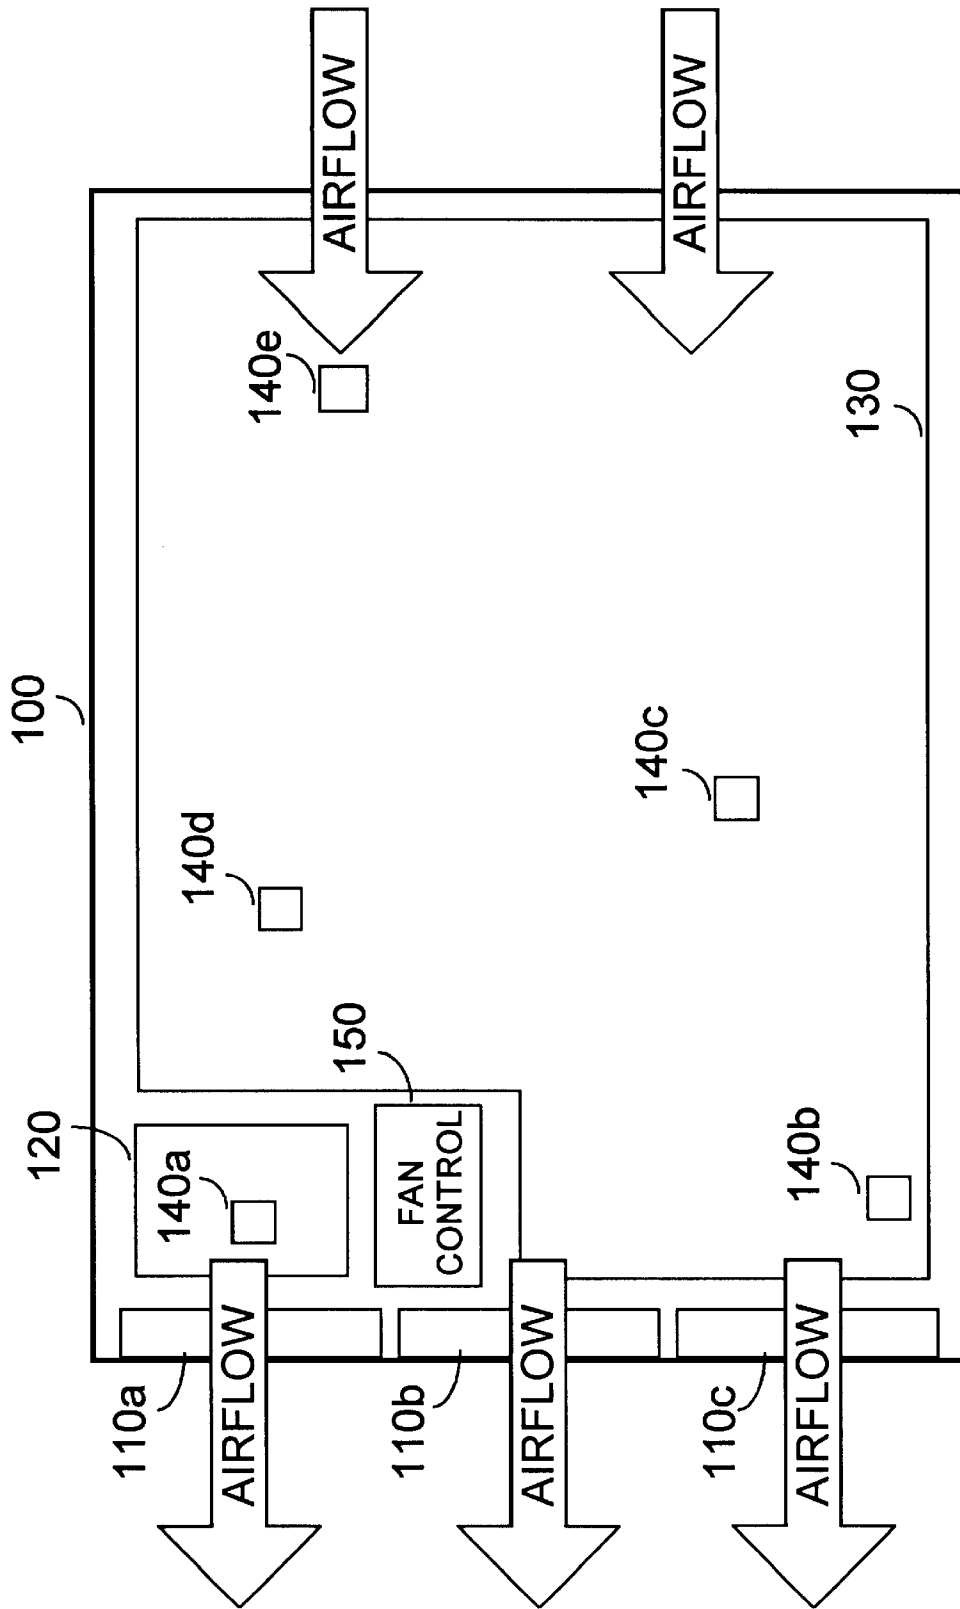 100
AIRFLOW
AIRFLOW
140e
130
140d
140c
120
140a
150
FAN
CONTROL
140b
110a
110b
110c
AIRFLOW
AIRFLOW
AIRFLOW